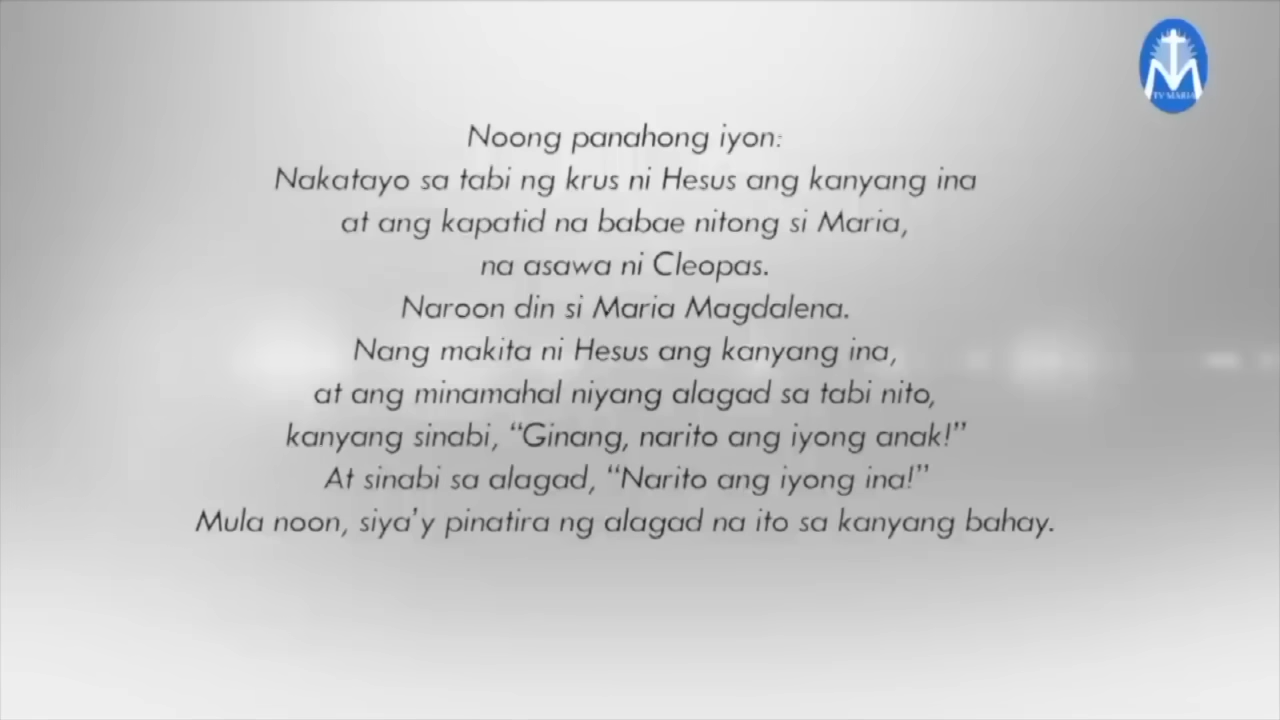 TV MARIA
Noong panahong iyon:
Nakatayo sa tabi ng krus ni Hesus ang kanyang ina
at ang kapatid na babae nitong si Maria,
na asawa ni Cleopas.
Naroon din si Maria Magdalena.
Nang makita ni Hesus ang kanyang ina,
at ang minamahal niyang alagad sa tabi nito,
kanyang sinabi, “Ginang, narito ang iyong anak!”
At sinabi sa alagad, “Narito ang iyong ina!”
Mula noon, siya’y pinatira ng alagad na ito sa kanyang bahay.